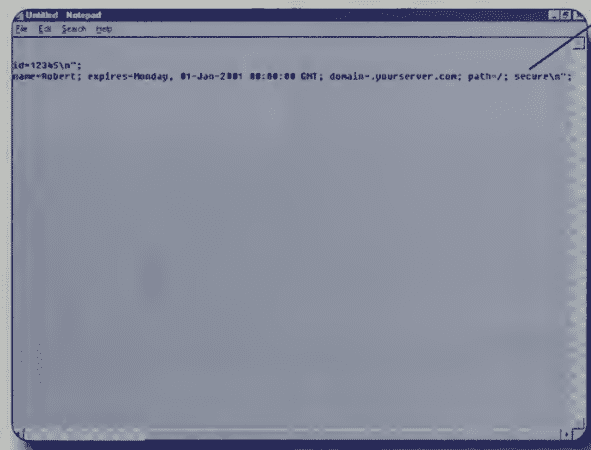 Untitled - Notepad
File Edit Search Help
id=12345\n";
name=Robert; expires=Monday, 01-Jan-2001 00:00:00 GMT; domain=.yourserver.com; path=/; secure\n";